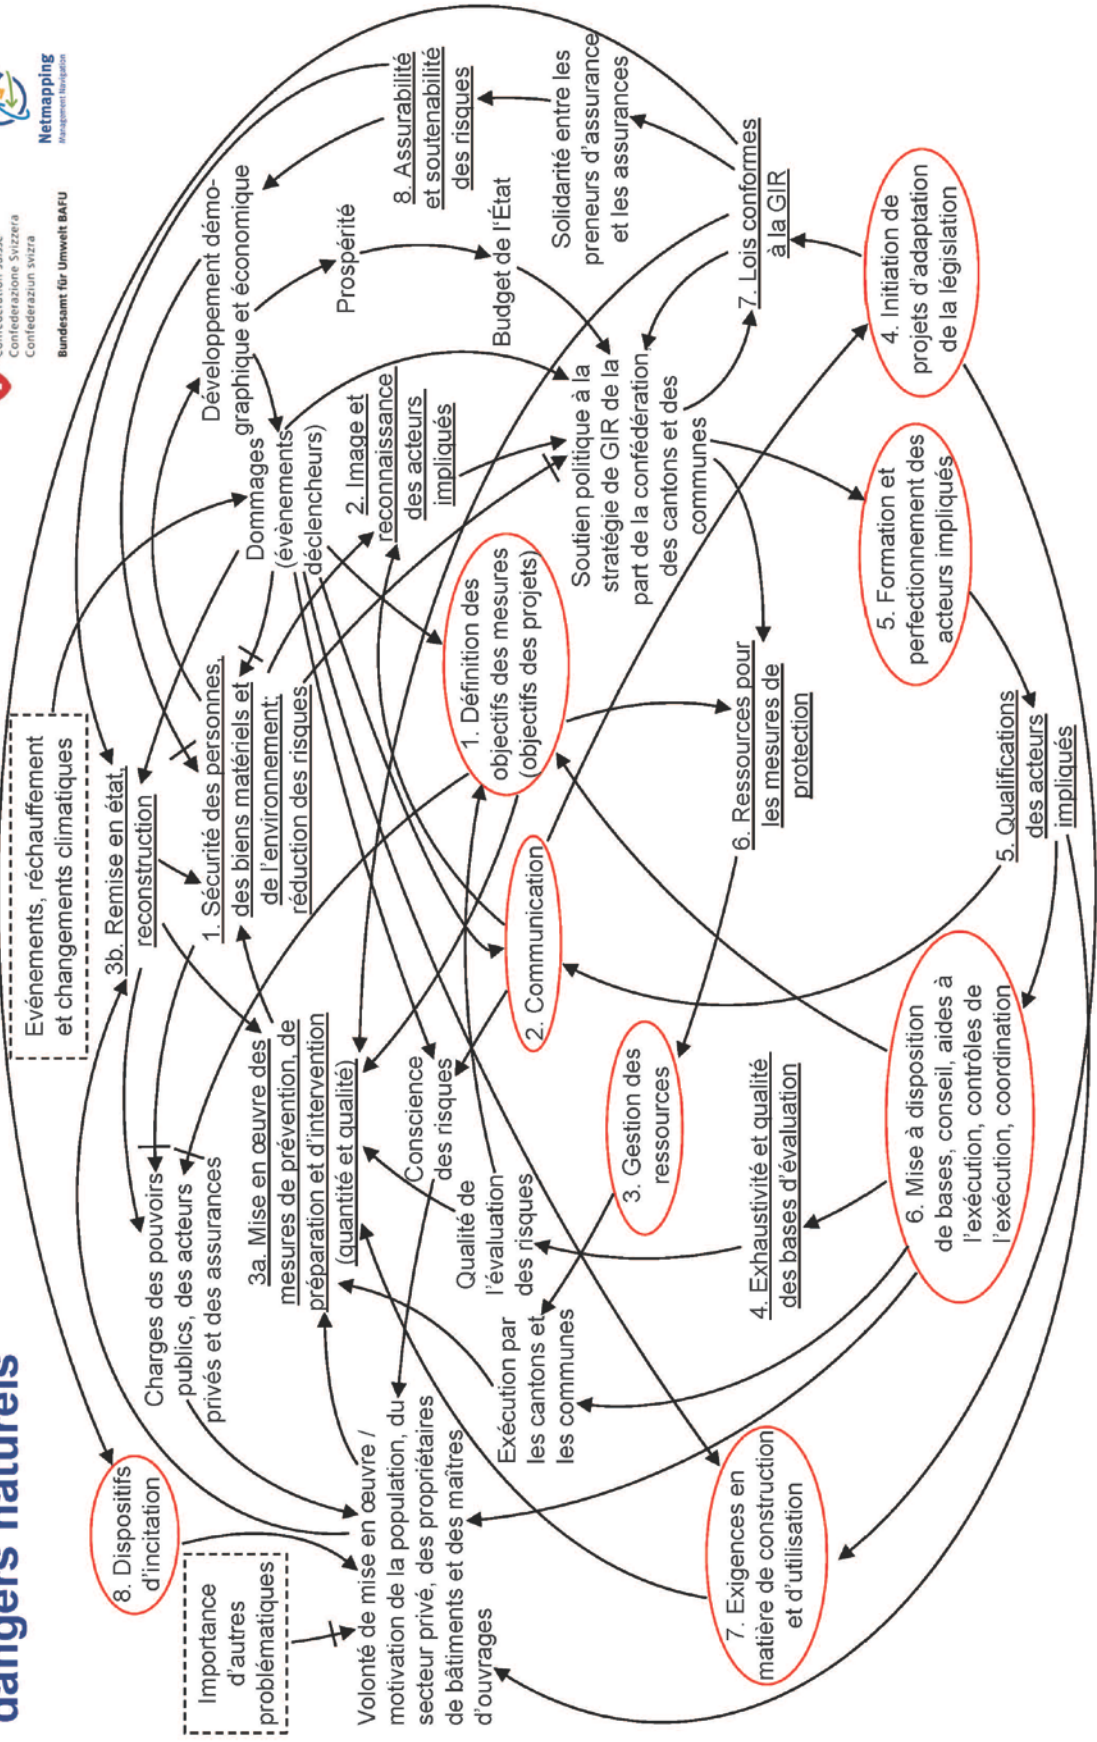 dangers naturels
Confederazione Svizzera
Confederaziun svizra
Bundesamt für Umwelt BAFU
Netmapping
Management Navigation
Evénements, réchauffement
et changements climatiques
8. Dispositifs
d'incitation
3b. Remise en état,
reconstruction
Importance
d'autres
problématiques
Charges des pouvoirs
publics, des acteurs
privés et des assurances
1. Sécurité des personnes,
des biens matériels et
de l'environnement;
réduction des risques
Développement démo-
graphique et économique
Dommages
(évènements
déclencheurs)
3a. Mise en œuvre des
mesures de prévention, de
préparation et d'intervention
(quantité et qualité)
Prospérité
8. Assurabilité
et soutenabilité
des risques
2. Image et
reconnaissance
des acteurs
impliqués
Volonté de mise en œuvre /
motivation de la population, du
secteur privé, des propriétaires
de bâtiments et des maîtres
d'ouvrages
Conscience
des risques
1. Définition des
objectifs des mesures
(objectifs des projets)
Budget de l'État
Qualité de
l'évaluation
des risques
2. Communication
Exécution par
les cantons et
les communes
Solidarité entre les
preneurs d'assurance
et les assurances
Soutien politique à la
stratégie de GIR de la
part de la confédération,
des cantons et des
communes
3. Gestion des
ressources
7. Exigences en
matière de construction
et d'utilisation
4. Exhaustivité et qualité
des bases d'évaluation
6. Ressources pour
les mesures de
protection
7. Lois conformes
à la GIR
6. Mise à disposition
de bases, conseil, aides à
l'exécution, contrôles de
l'exécution, coordination
5. Formation et
perfectionnement des
acteurs impliqués
4. Initiation de
projets d'adaptation
de la législation
5. Qualifications
des acteurs
impliqués